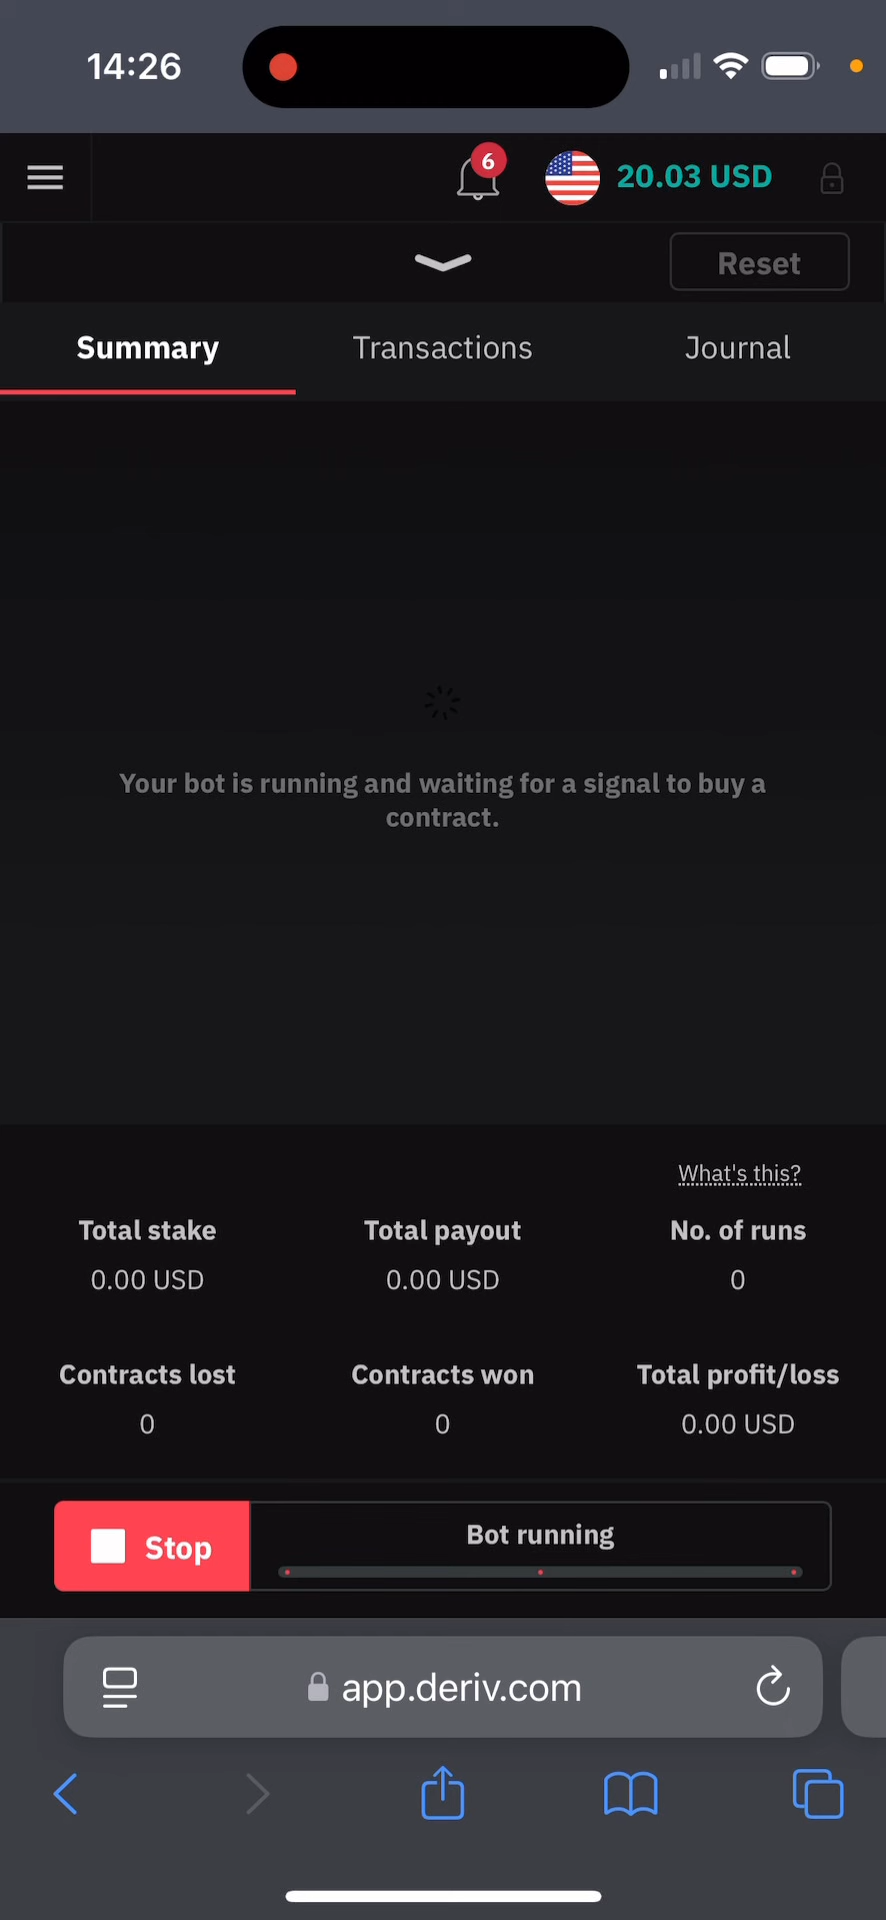 14:26
6
20.03 USD
Reset
Summary Transactions Journal
Your bot is running and waiting for a signal to buy a
contract.
What's this?
Total stake Total payout No. of runs
0.00 USD 0.00 USD 0
Contracts lost Contracts won Total profit/loss
0 0 0.00 USD
Stop
Bot running
app.deriv.com